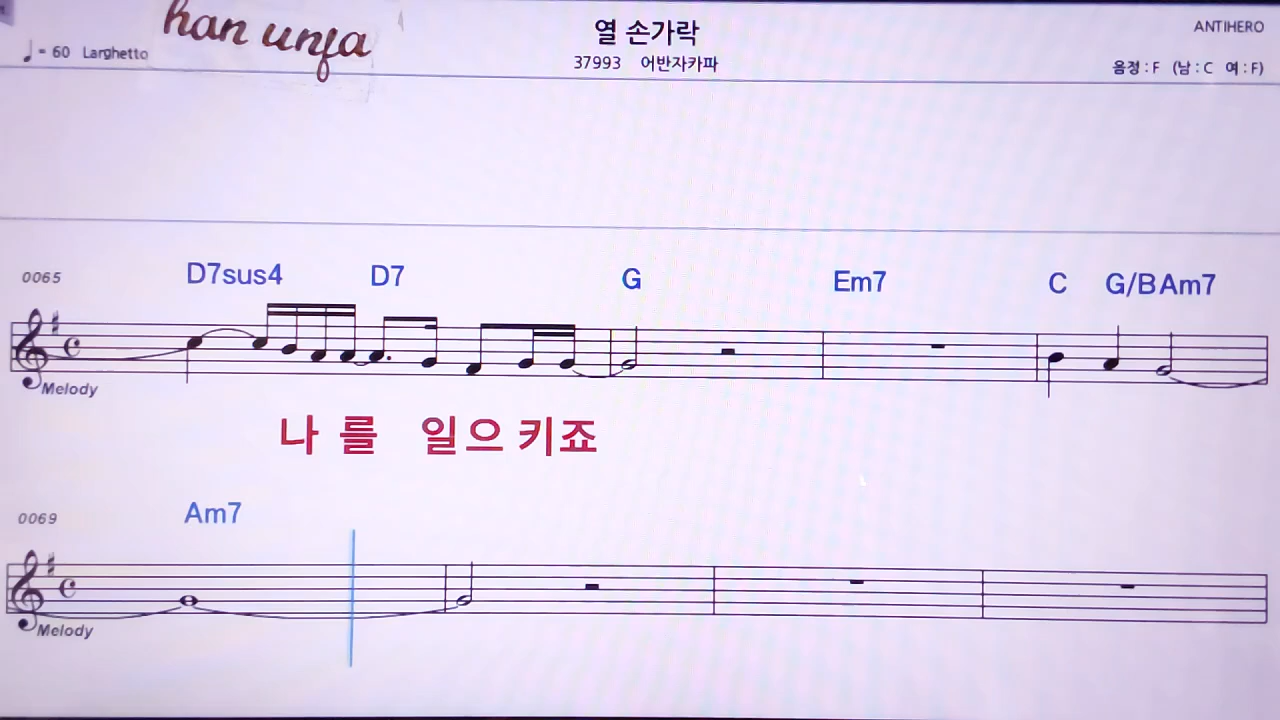 han unja
열 손가락
ANTIHERO
♩ = 60 Larghetto
37993 어반자카파
음정 : F (남 : C 여 : F)
0065 D7sus4 D7 G Em7 C G/B Am7
Melody
나 를 일으 키죠
0069 Am7
Melody